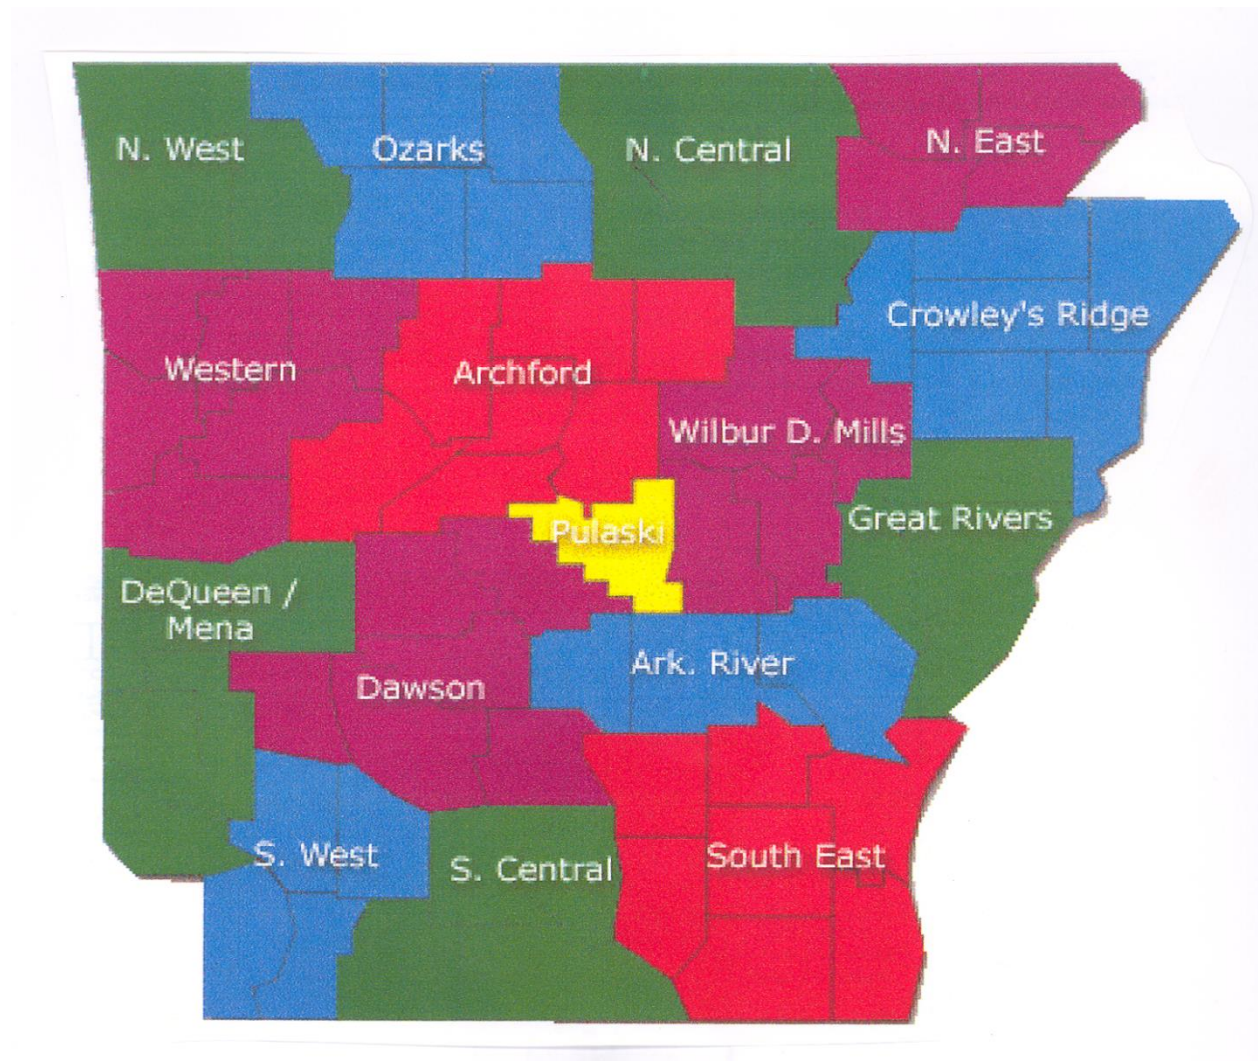 N. West
Ozarks
N. Central
N. East
Crowley's Ridge
Western
Archford
Wilbur D. Mills
Pulaski
Great Rivers
DeQueen /
Mena
Ark. River
Dawson
S. West
S. Central
South East